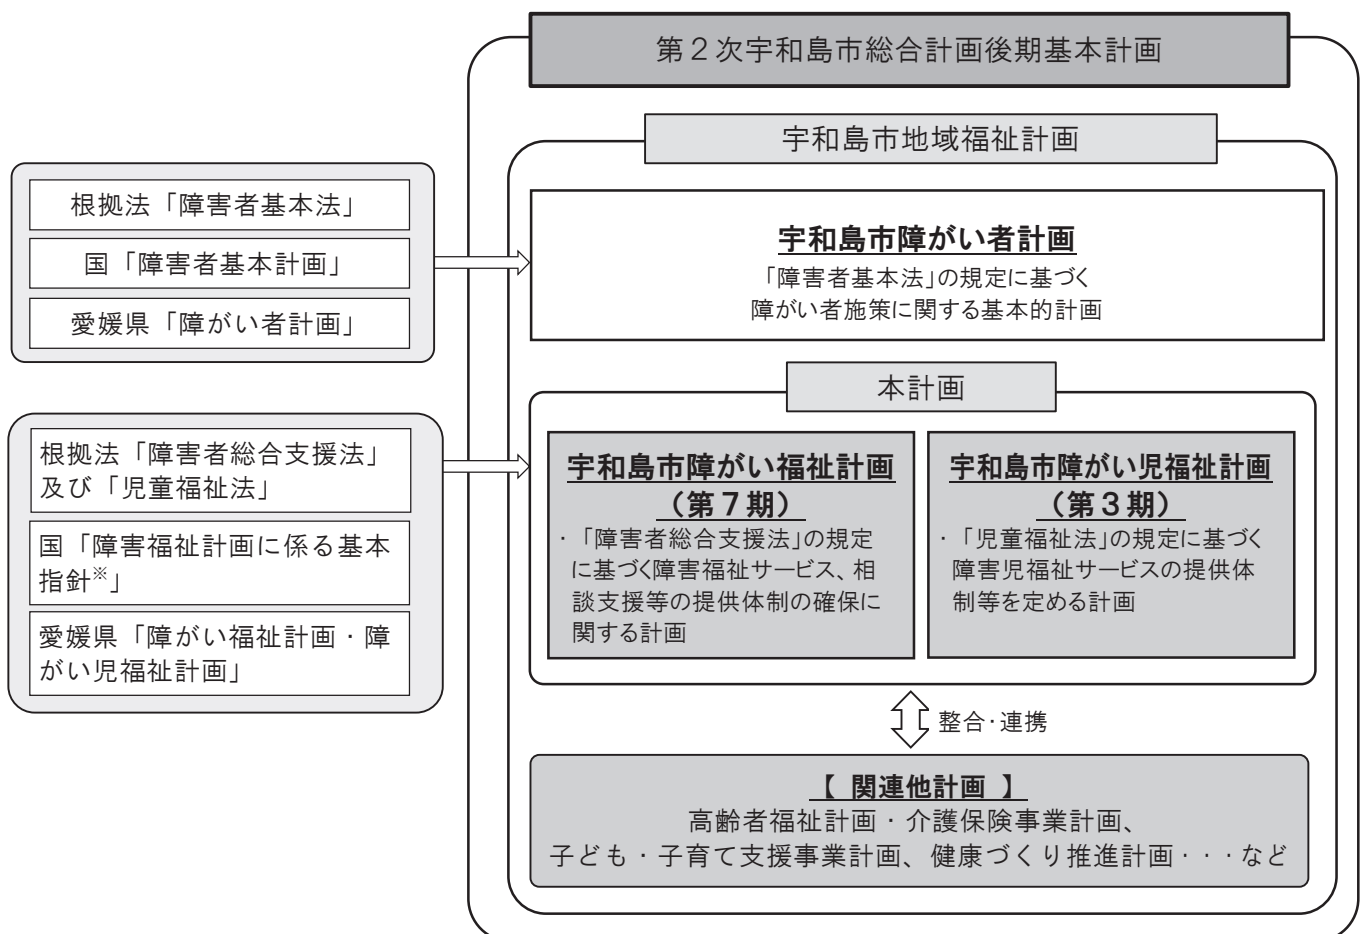 第２次宇和島市総合計画後期基本計画
宇和島市地域福祉計画
根拠法「障害者基本法」
国「障害者基本計画」
愛媛県「障がい者計画」
宇和島市障がい者計画
「障害者基本法」の規定に基づく
障がい者施策に関する基本的計画
本計画
根拠法「障害者総合支援法」
及び「児童福祉法」
国「障害福祉計画に係る基本
指針※」
愛媛県「障がい福祉計画・障
がい児福祉計画」
宇和島市障がい福祉計画
（第７期）
・「障害者総合支援法」の規定
に基づく障害福祉サービス、相
談支援等の提供体制の確保に
関する計画
宇和島市障がい児福祉計画
（第３期）
・「児童福祉法」の規定に基づく
障害児福祉サービスの提供体
制等を定める計画
整合・連携
【 関連他計画 】
高齢者福祉計画・介護保険事業計画、
子ども・子育て支援事業計画、健康づくり推進計画・・・など